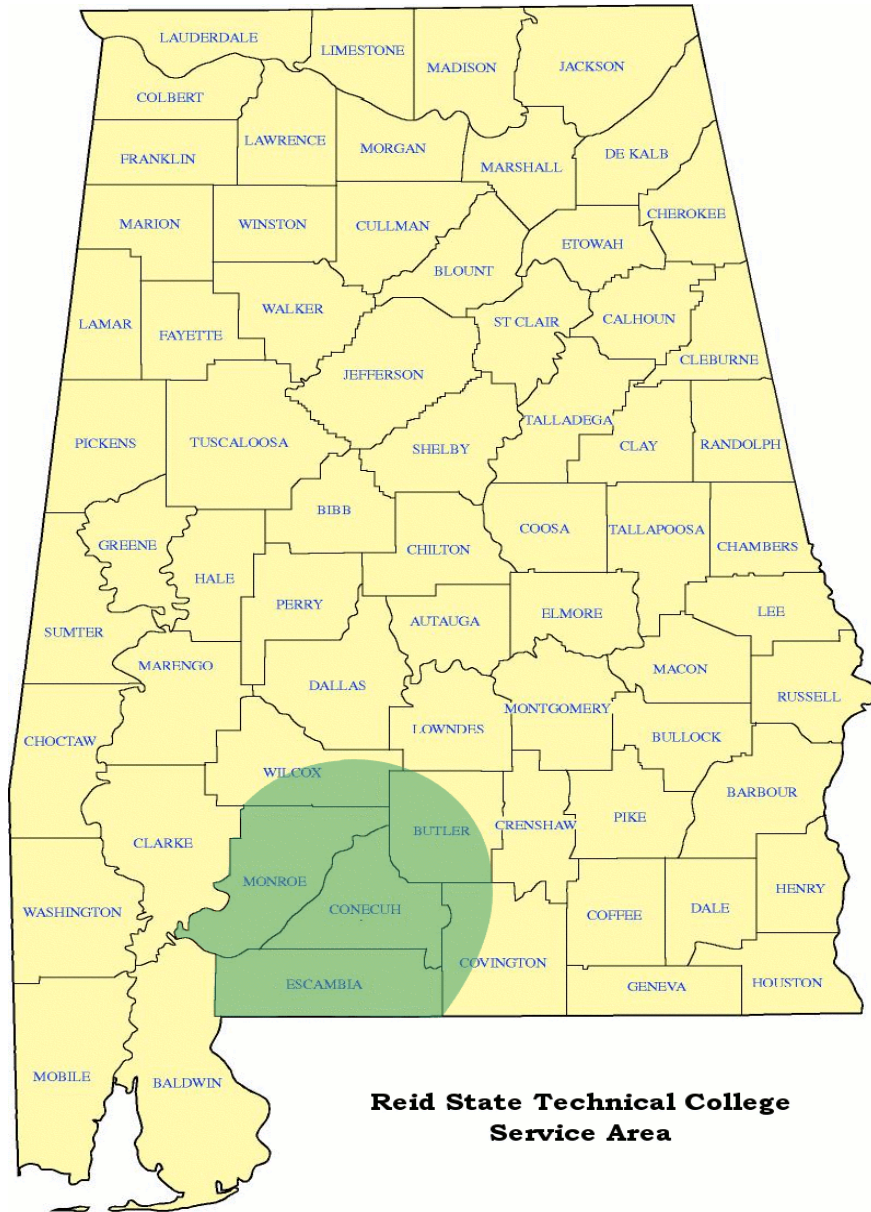 LAUDERDALE
LIMESTONE
MADISON
JACKSON
COLBERT
LAWRENCE
FRANKLIN
MORGAN
MARSHALL
DE KALB
CHEROKEE
MARION
WINSTON
CULLMAN
ETOWAH
BLOUNT
WALKER
LAMAR
FAYETTE
ST CLAIR
CALHOUN
CLEBURNE
JEFFERSON
TALLADEGA
PICKENS
TUSCALOOSA
SHELBY
CLAY
RANDOLPH
BIBB
GREENE
CHILTON
COOSA
TALLAPOOSA
CHAMBERS
HALE
PERRY
AUTAUGA
ELMORE
LEE
SUMTER
MARENGO
DALLAS
MACON
RUSSELL
CHOCTAW
LOWNDES
MONTGOMERY
BULLOCK
WILCOX
BARBOUR
CLARKE
BUTLER
CRENSHAW
PIKE
MONROE
HENRY
WASHINGTON
CONECUH
COFFEE
DALE
COVINGTON
ESCAMBIA
GENEVA
HOUSTON
MOBILE
BALDWIN
Reid State Technical College
Service Area